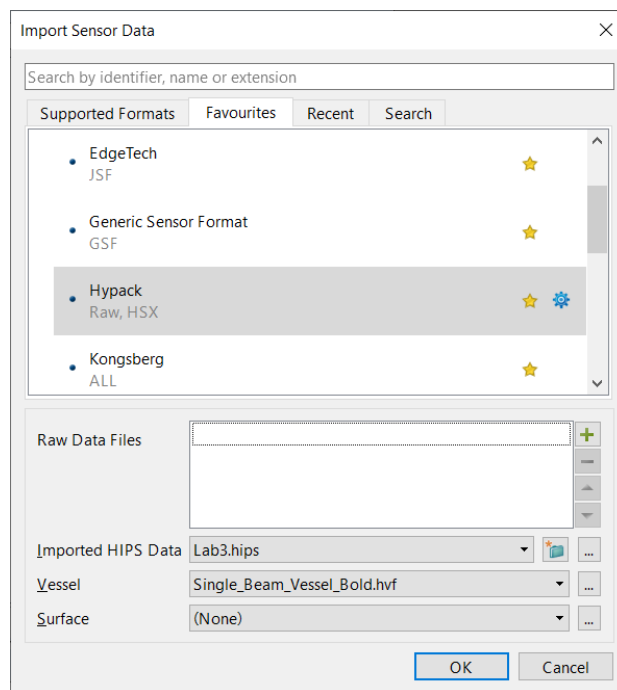 Import Sensor Data
Search by identifier, name or extension
Supported Formats Favourites Recent Search
EdgeTech
JSF
Generic Sensor Format
GSF
Hypack
Raw, HSX
Kongsberg
ALL
Raw Data Files
Imported HIPS Data Lab3.hips ...
Vessel Single_Beam_Vessel_Bold.hvf ...
Surface (None) ...
OK Cancel